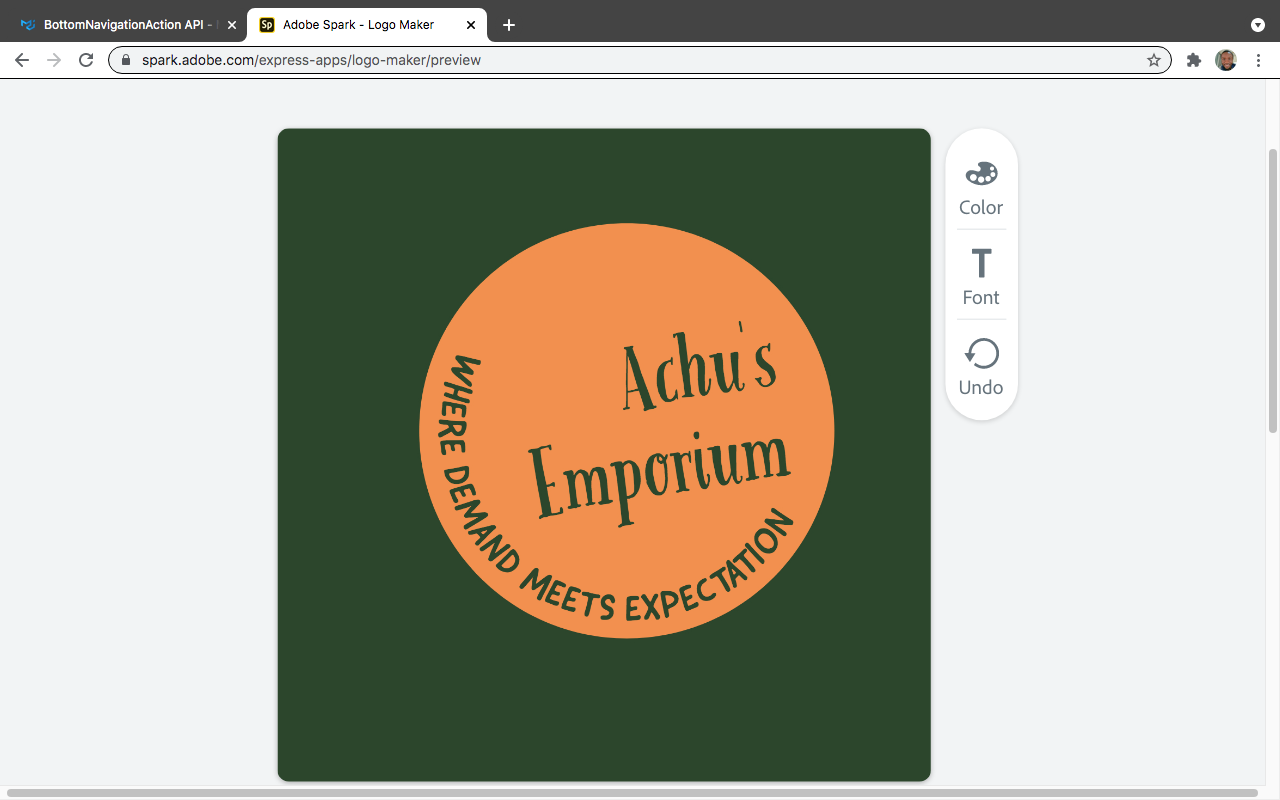 BottomNavigationAction API -
Sp
Adobe Spark - Logo Maker
spark.adobe.com/express-apps/logo-maker/preview
Achu's
Emporium
WHERE DEMAND MEETS EXPECTATION
Color
T
Font
Undo